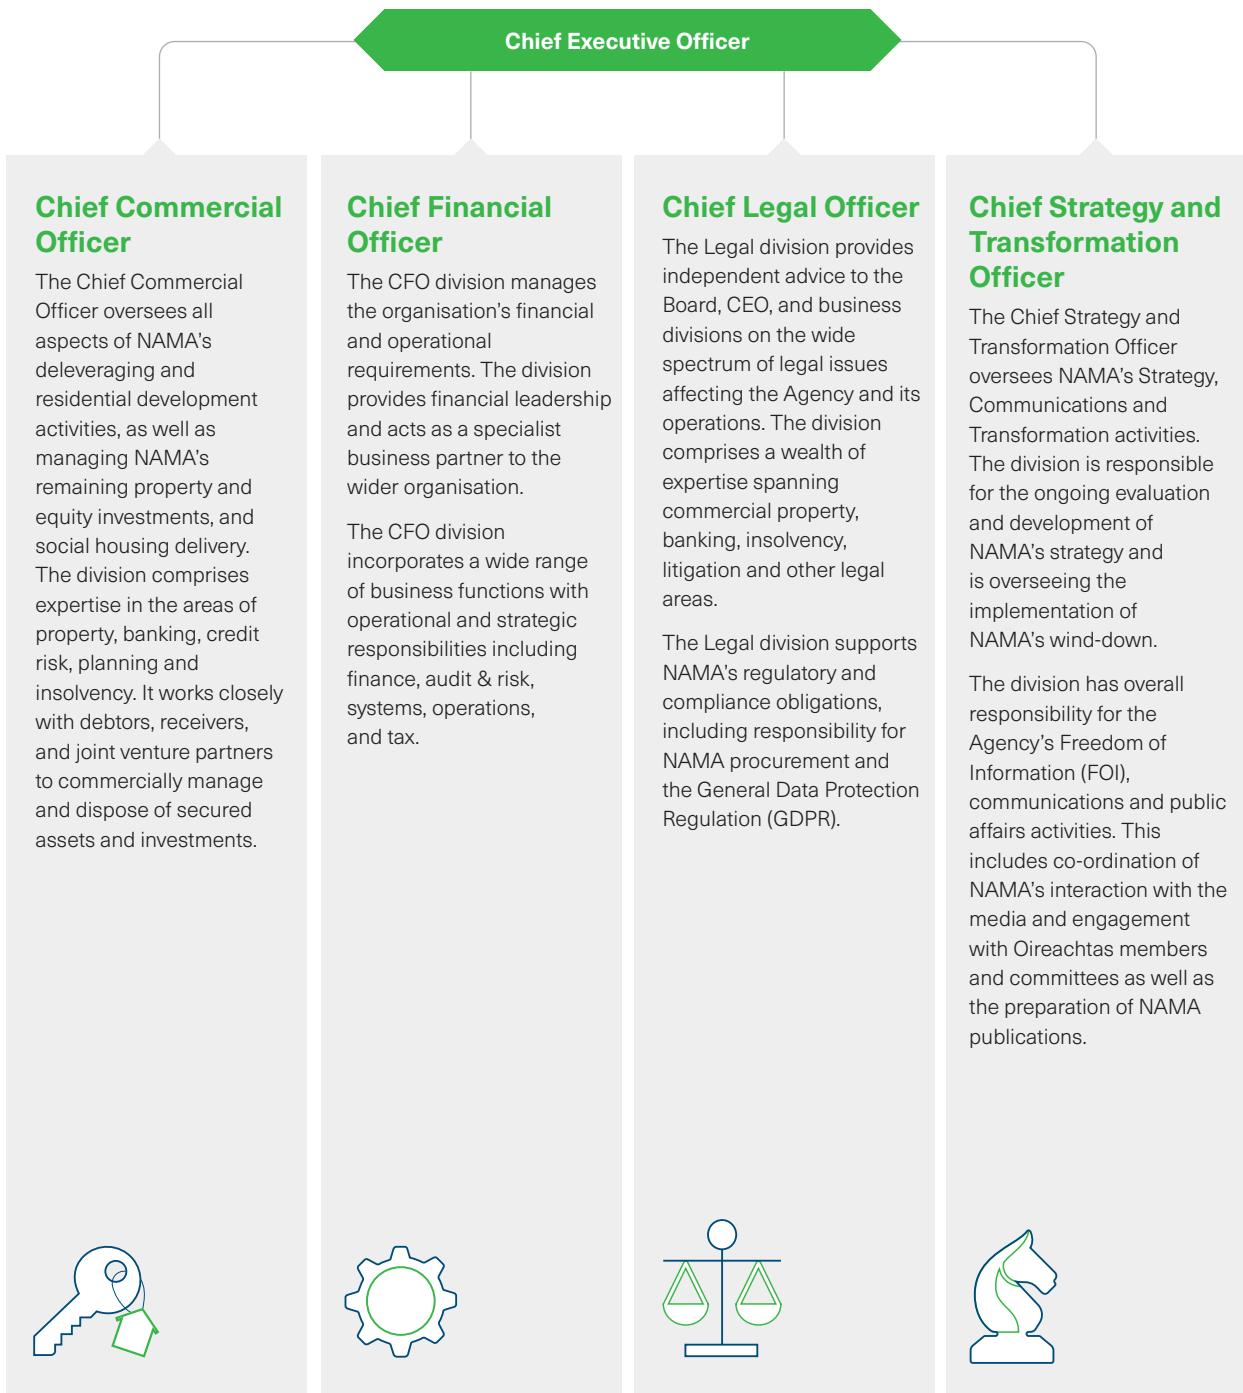 Chief Executive Officer
Chief Commercial
Officer
The Chief Commercial
Officer oversees all
aspects of NAMA's
deleveraging and
residential development
activities, as well as
managing NAMA's
remaining property and
equity investments, and
social housing delivery.
The division comprises
expertise in the areas of
property, banking, credit
risk, planning and
insolvency. It works closely
with debtors, receivers,
and joint venture partners
to commercially manage
and dispose of secured
assets and investments.
Chief Financial
Officer
The CFO division manages
the organisation's financial
and operational
requirements. The division
provides financial leadership
and acts as a specialist
business partner to the
wider organisation.
The CFO division
incorporates a wide range
of business functions with
operational and strategic
responsibilities including
finance, audit & risk,
systems, operations,
and tax.
Chief Legal Officer
The Legal division provides
independent advice to the
Board, CEO, and business
divisions on the wide
spectrum of legal issues
affecting the Agency and its
operations. The division
comprises a wealth of
expertise spanning
commercial property,
banking, insolvency,
litigation and other legal
areas.
The Legal division supports
NAMA's regulatory and
compliance obligations,
including responsibility for
NAMA procurement and
the General Data Protection
Regulation (GDPR).
Chief Strategy and
Transformation
Officer
The Chief Strategy and
Transformation Officer
oversees NAMA's Strategy,
Communications and
Transformation activities.
The division is responsible
for the ongoing evaluation
and development of
NAMA's strategy and
is overseeing the
implementation of
NAMA's wind-down.
The division has overall
responsibility for the
Agency's Freedom of
Information (FOI),
communications and public
affairs activities. This
includes co-ordination of
NAMA's interaction with the
media and engagement
with Oireachtas members
and committees as well as
the preparation of NAMA
publications.